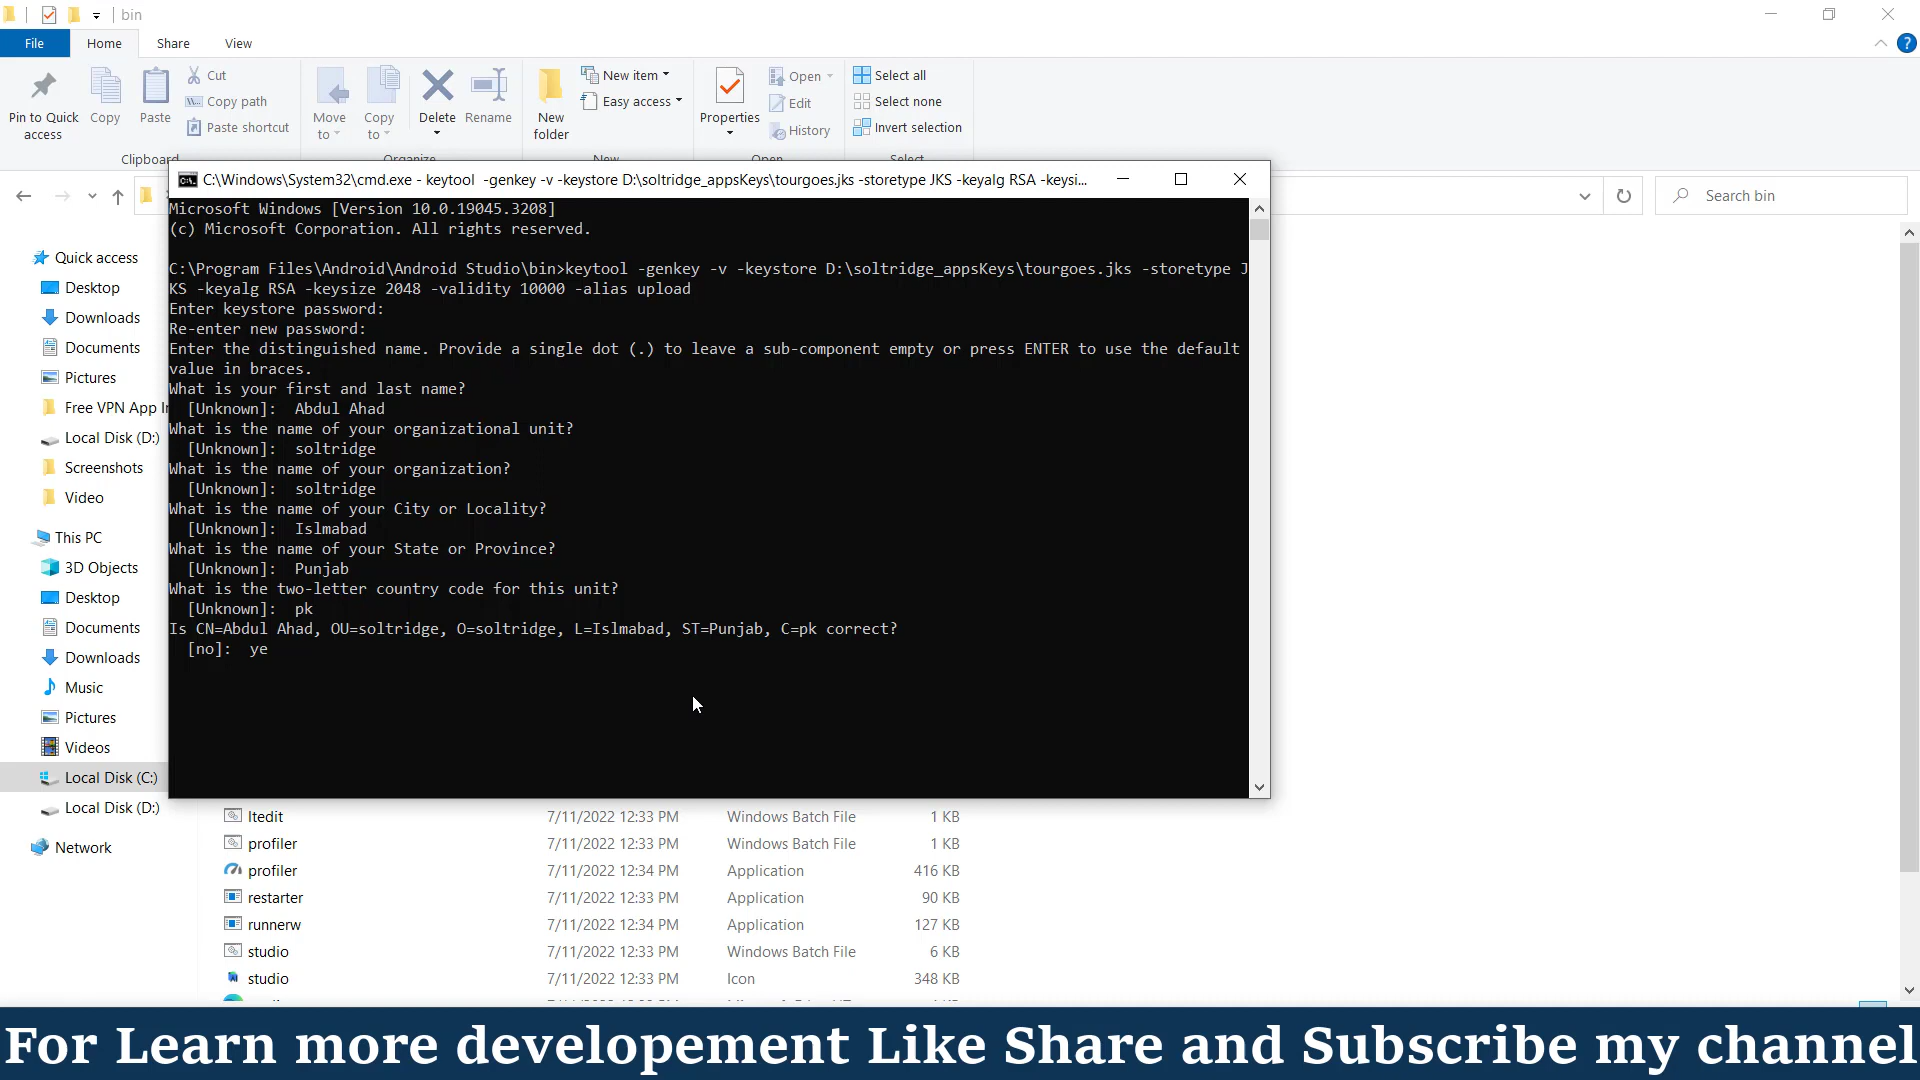 bin
File Home Share View
Pin to Quick access
Copy
Paste
Cut
Copy path
Paste shortcut
Move to
Copy to
Delete
Rename
New folder
New item
Easy access
Properties
Open
Edit
History
Select all
Select none
Invert selection
Clipboard Organize New Open Select
C:\Windows\System32\cmd.exe - keytool  -genkey -v -keystore D:\soltridge_appsKeys\tourgoes.jks -storetype JKS -keyalg RSA -keysi...
Search bin
Microsoft Windows [Version 10.0.19045.3208]
(c) Microsoft Corporation. All rights reserved.
C:\Program Files\Android\Android Studio\bin>keytool -genkey -v -keystore D:\soltridge_appsKeys\tourgoes.jks -storetype J
KS -keyalg RSA -keysize 2048 -validity 10000 -alias upload
Enter keystore password:
Re-enter new password:
Enter the distinguished name. Provide a single dot (.) to leave a sub-component empty or press ENTER to use the default
value in braces.
What is your first and last name?
[Unknown]:  Abdul Ahad
What is the name of your organizational unit?
[Unknown]:  soltridge
What is the name of your organization?
[Unknown]:  soltridge
What is the name of your City or Locality?
[Unknown]:  Islmabad
What is the name of your State or Province?
[Unknown]:  Punjab
What is the two-letter country code for this unit?
[Unknown]:  pk
Is CN=Abdul Ahad, OU=soltridge, O=soltridge, L=Islmabad, ST=Punjab, C=pk correct?
[no]:  ye
Quick access
Desktop
Downloads
Documents
Pictures
Free VPN App In
Local Disk (D:)
Screenshots
Video
This PC
3D Objects
Desktop
Documents
Downloads
Music
Pictures
Videos
Local Disk (C:)
Local Disk (D:)
Network
ltedit 7/11/2022 12:33 PM Windows Batch File 1 KB
profiler 7/11/2022 12:33 PM Windows Batch File 1 KB
profiler 7/11/2022 12:34 PM Application 416 KB
restarter 7/11/2022 12:33 PM Application 90 KB
runnerw 7/11/2022 12:34 PM Application 127 KB
studio 7/11/2022 12:33 PM Windows Batch File 6 KB
studio 7/11/2022 12:33 PM Icon 348 KB
For Learn more developement Like Share and Subscribe my channel